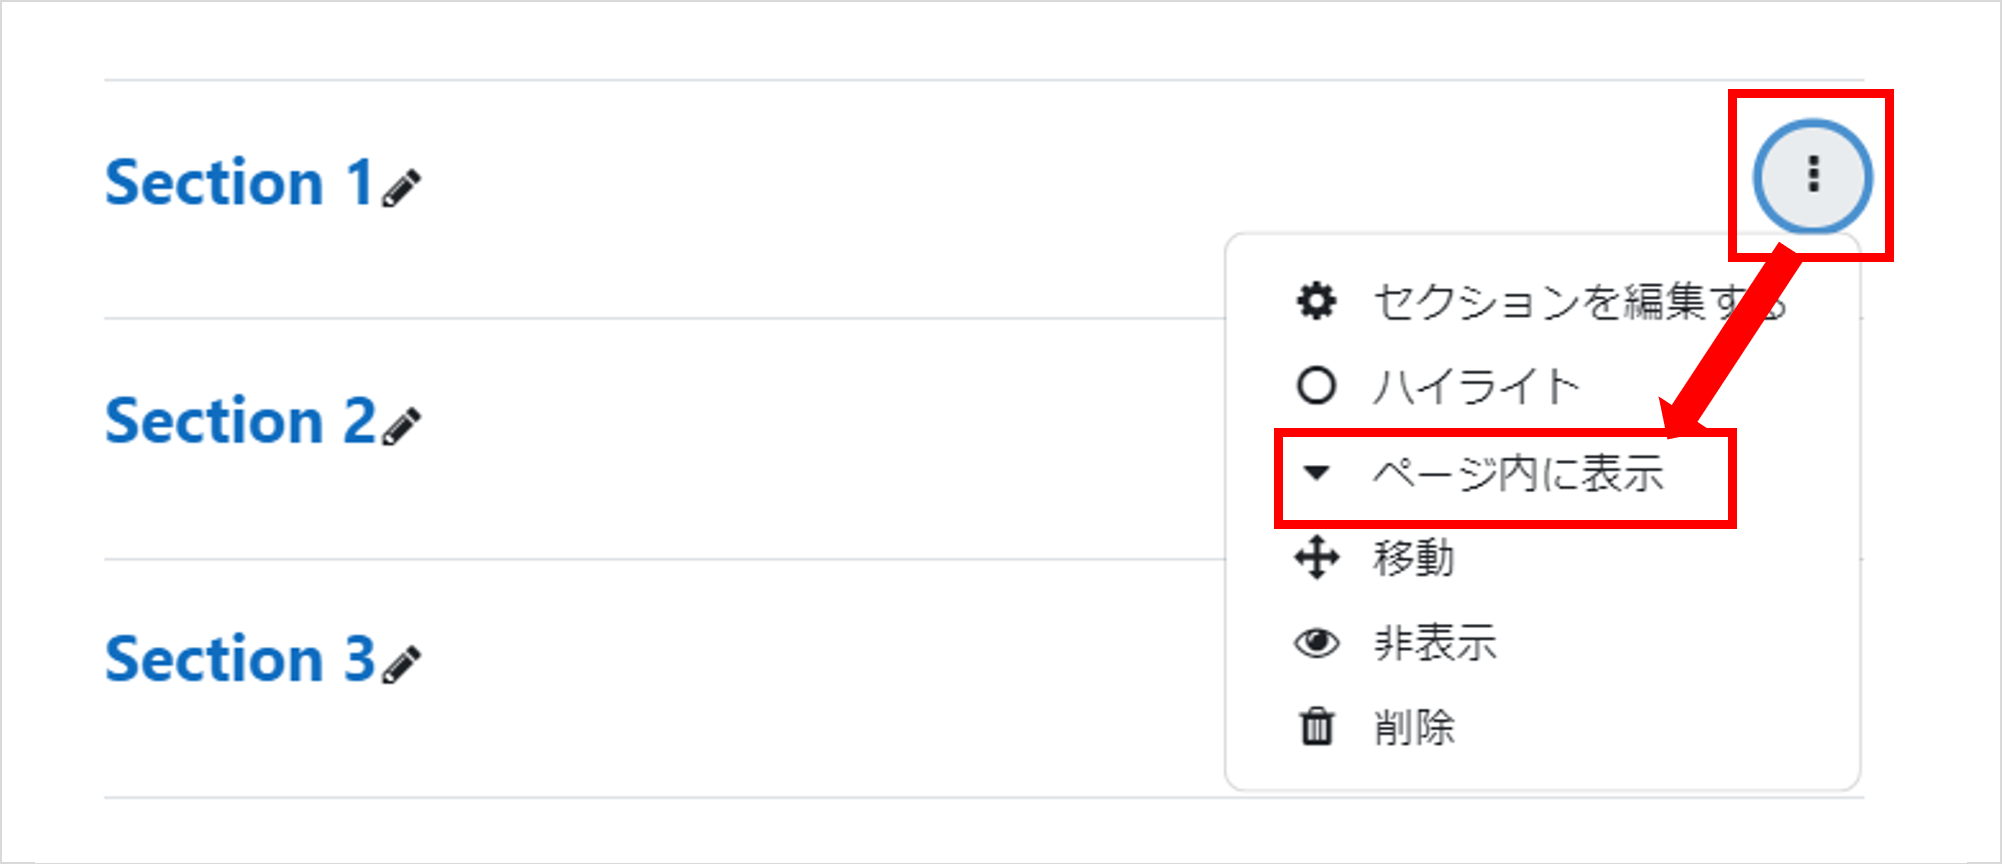 Section 1
セクションを編集する
ハイライト
Section 2
ページ内に表示
移動
Section 3
非表示
削除